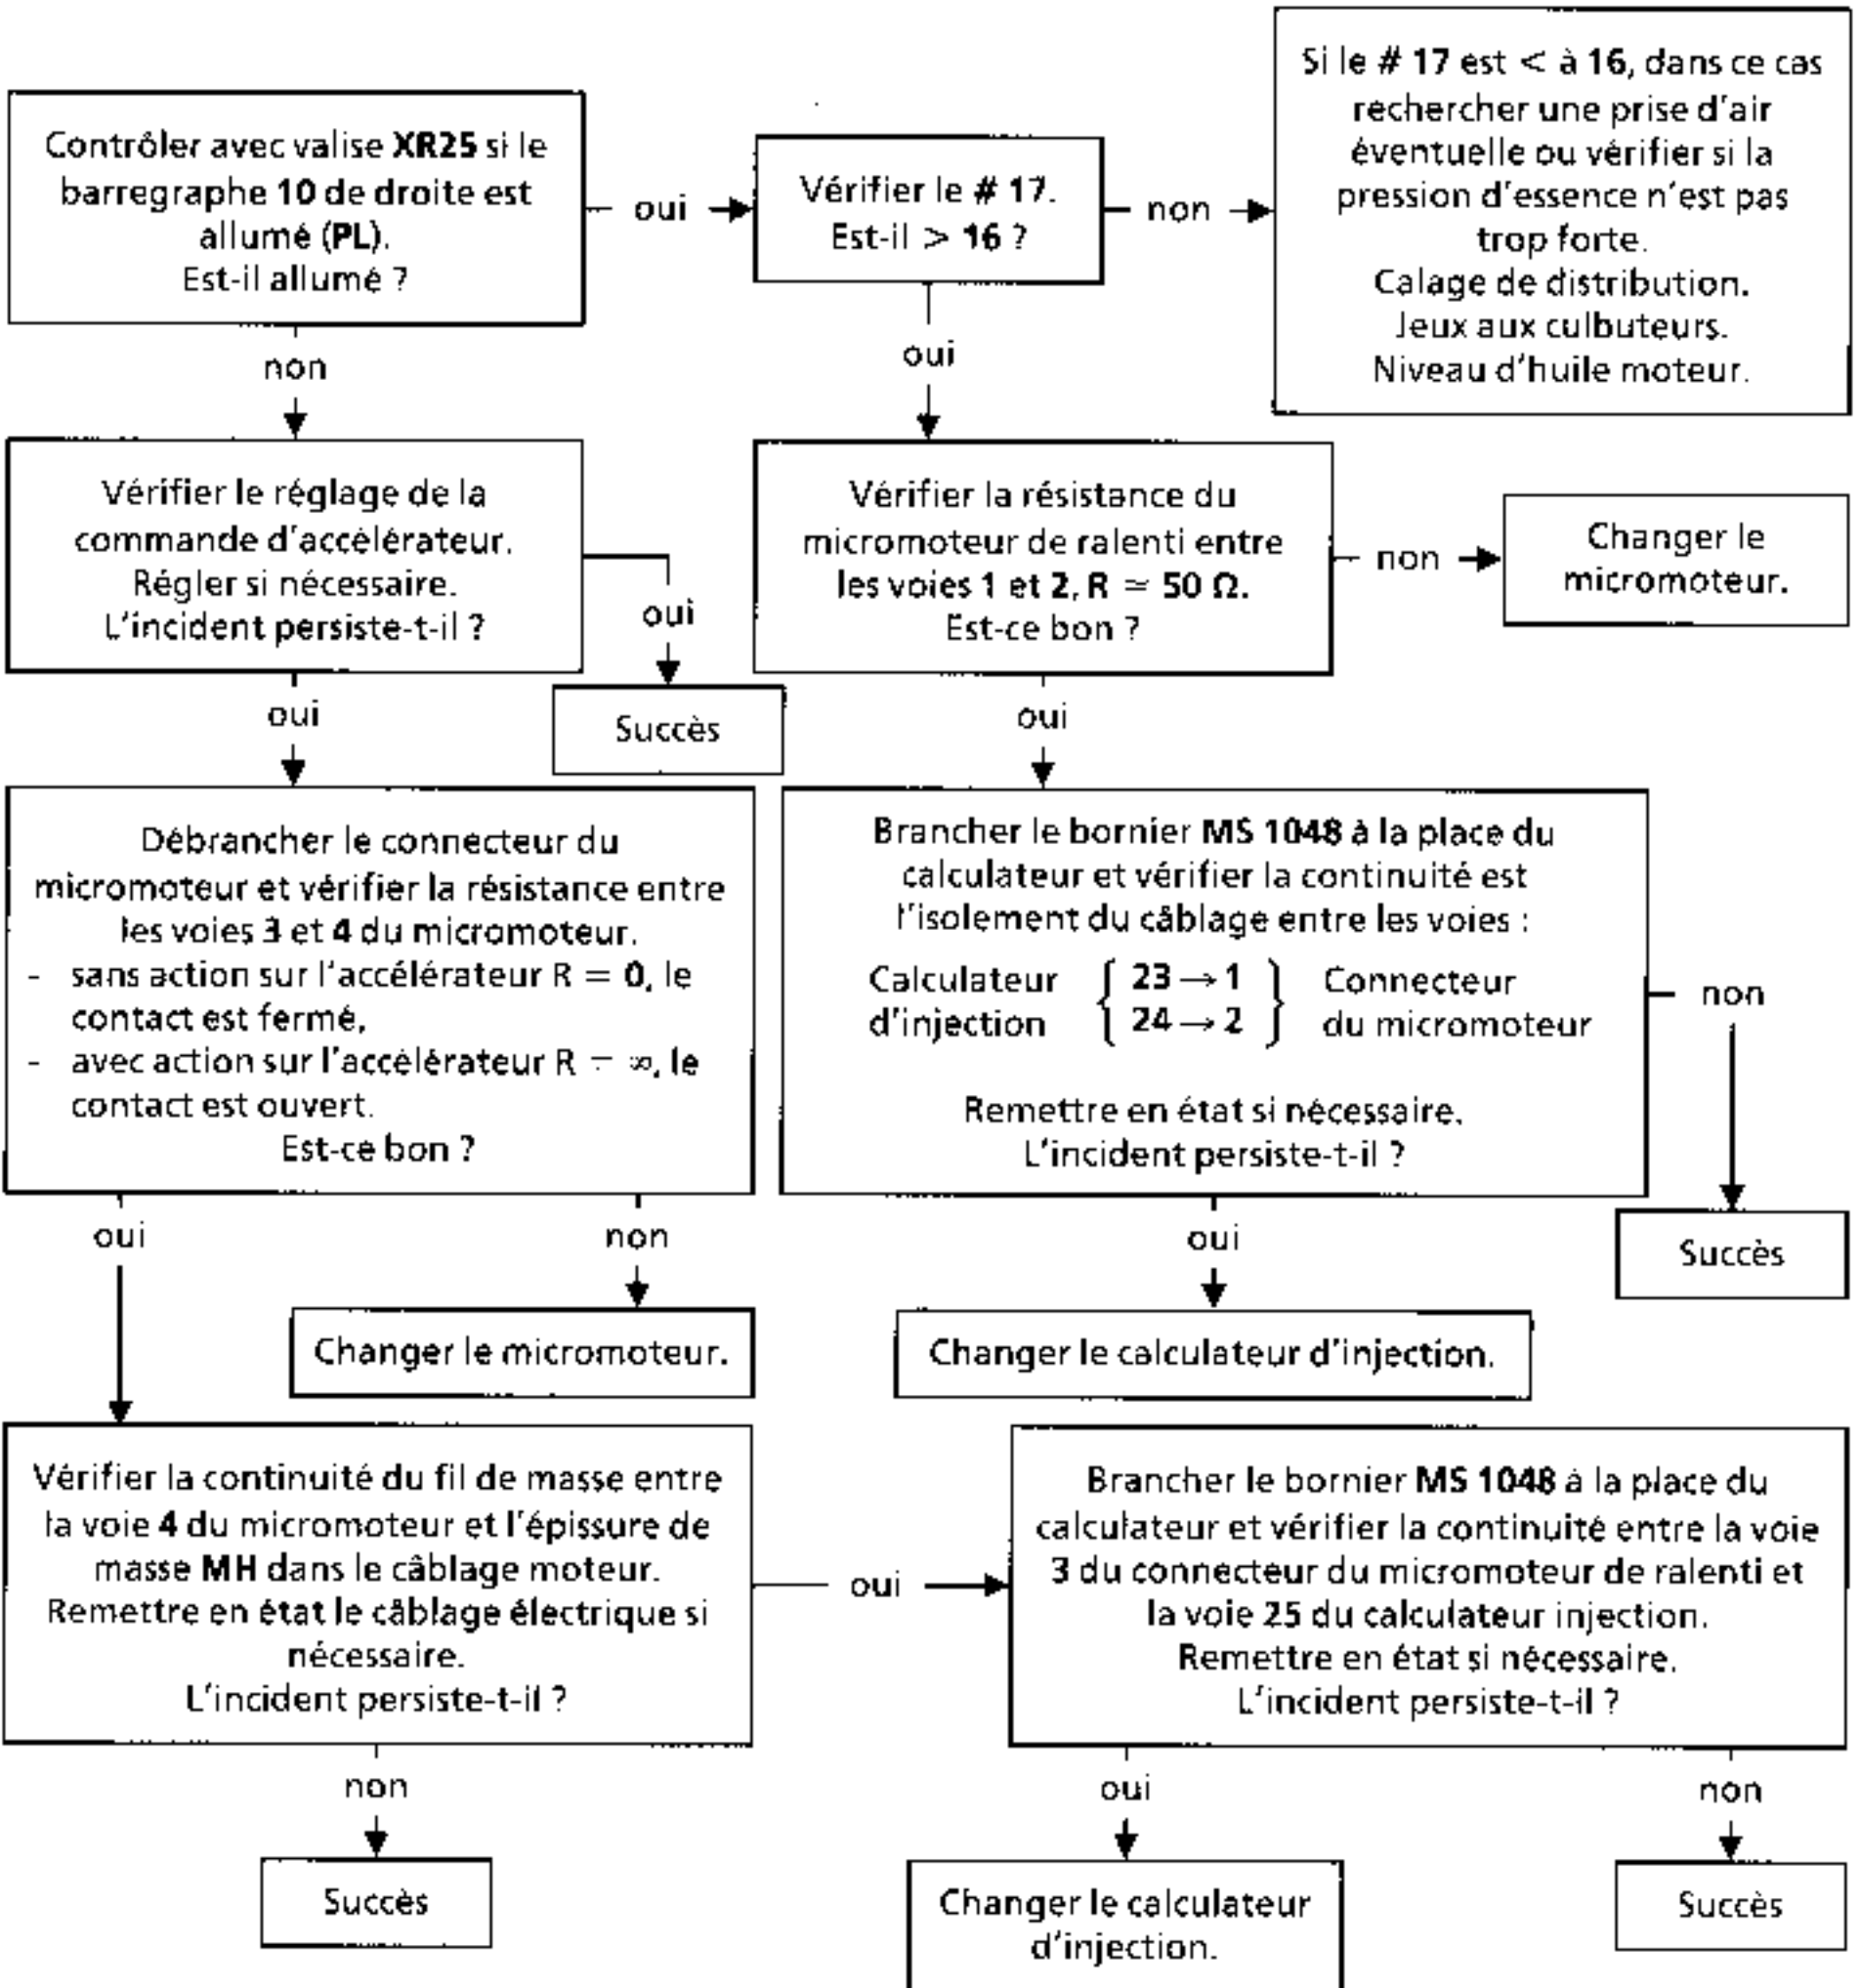 Contrôler avec valise XR25 si le
barregraphe 10 de droite est
allumé (PL).
Est-il allumé ?
oui
Vérifier le # 17.
Est-il > 16 ?
non
Si le # 17 est < à 16, dans ce cas
rechercher une prise d'air
éventuelle ou vérifier si la
pression d'essence n'est pas
trop forte.
Calage de distribution.
Jeux aux culbuteurs.
Niveau d'huile moteur.
non
oui
Vérifier le réglage de la
commande d'accélérateur.
Régler si nécessaire.
L'incident persiste-t-il ?
oui
Succès
Vérifier la résistance du
micromoteur de ralenti entre
les voies 1 et 2, R ≃ 50 Ω.
Est-ce bon ?
non
Changer le
micromoteur.
oui
oui
Débrancher le connecteur du
micromoteur et vérifier la résistance entre
les voies 3 et 4 du micromoteur.
- sans action sur l'accélérateur R = 0, le
contact est fermé,
- avec action sur l'accélérateur R = ∞, le
contact est ouvert.
Est-ce bon ?
Brancher le bornier MS 1048 à la place du
calculateur et vérifier la continuité est
l'isolement du câblage entre les voies :
Calculateur { 23 → 1 } Connecteur
d'injection { 24 → 2 } du micromoteur
Remettre en état si nécessaire.
L'incident persiste-t-il ?
non
Succès
oui
non
oui
Changer le micromoteur.
Changer le calculateur d'injection.
Vérifier la continuité du fil de masse entre
la voie 4 du micromoteur et l'épissure de
masse MH dans le câblage moteur.
Remettre en état le câblage électrique si
nécessaire.
L'incident persiste-t-il ?
oui
Brancher le bornier MS 1048 à la place du
calculateur et vérifier la continuité entre la voie
3 du connecteur du micromoteur de ralenti et
la voie 25 du calculateur injection.
Remettre en état si nécessaire.
L'incident persiste-t-il ?
non
oui
non
Succès
Changer le calculateur
d'injection.
Succès